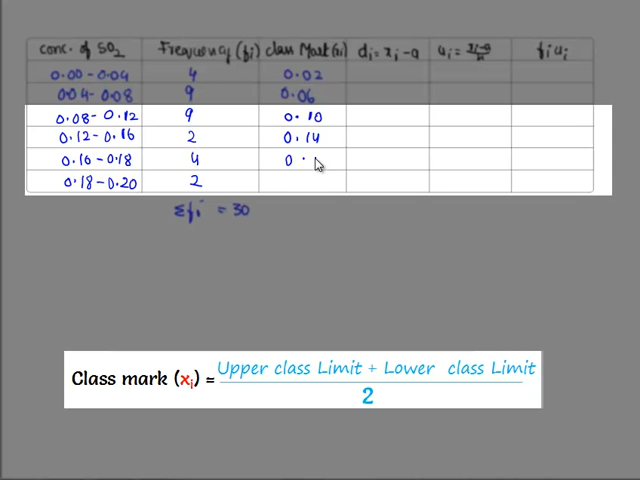 conc. of SO2 Frequency (fi) class Mark (xi) di = xi - a ui = xi-a/h fiui
0.00-0.04 4 0.02
0.04-0.08 9 0.06
0.08-0.12 9 0.10
0.12-0.16 2 0.14
0.16-0.18 4 0.
0.18-0.20 2
Σfi = 30
Upper class Limit + Lower class Limit
Class mark (xi) =
2